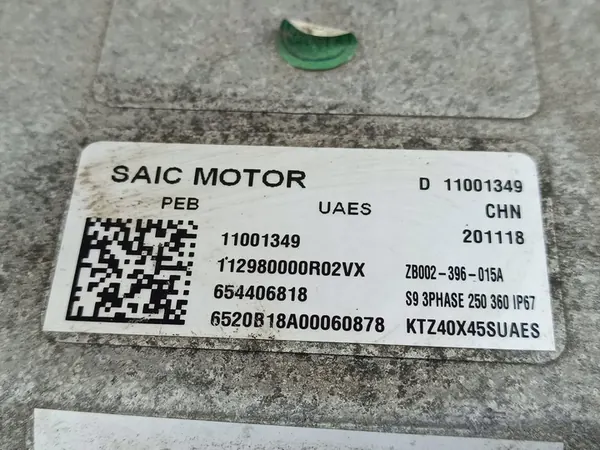 SAIC MOTOR D 11001349
PEB UAES CHN
11001349 201118
112980000R02VX ZB002-396-015A
654406818 S9 3PHASE 250 360 IP67
6520B18A00060878 KTZ40X45SUAES